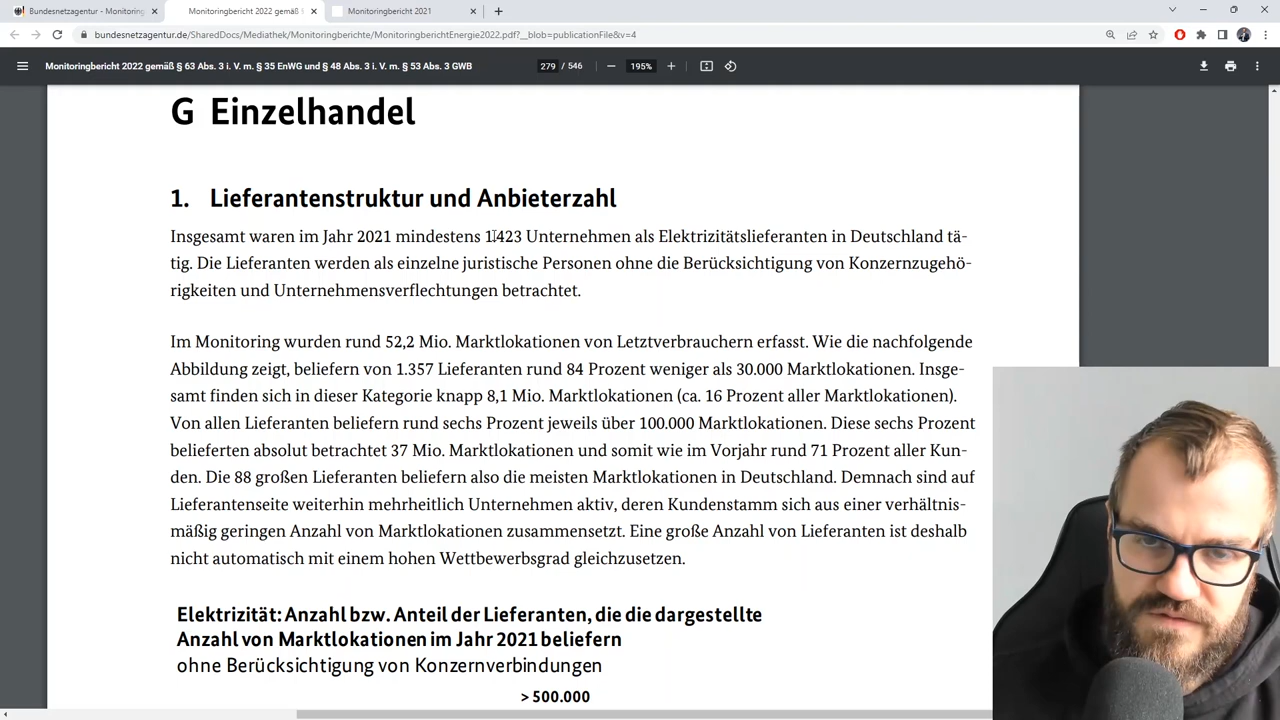 Bundesnetzagentur - Monitoring
Monitoringbericht 2022 gemäß §
Monitoringbericht 2021
bundesnetzagentur.de/SharedDocs/Mediathek/Monitoringberichte/MonitoringberichtEnergie2022.pdf?__blob=publicationFile&v=4
Monitoringbericht 2022 gemäß § 63 Abs. 3 i. V. m. § 35 EnWG und § 48 Abs. 3 i. V. m. § 53 Abs. 3 GWB
279 / 546
195%
G Einzelhandel
1. Lieferantenstruktur und Anbieterzahl
Insgesamt waren im Jahr 2021 mindestens 1.423 Unternehmen als Elektrizitätslieferanten in Deutschland tä-
tig. Die Lieferanten werden als einzelne juristische Personen ohne die Berücksichtigung von Konzernzugehö-
rigkeiten und Unternehmensverflechtungen betrachtet.
Im Monitoring wurden rund 52,2 Mio. Marktlokationen von Letztverbrauchern erfasst. Wie die nachfolgende
Abbildung zeigt, beliefern von 1.357 Lieferanten rund 84 Prozent weniger als 30.000 Marktlokationen. Insge-
samt finden sich in dieser Kategorie knapp 8,1 Mio. Marktlokationen (ca. 16 Prozent aller Marktlokationen).
Von allen Lieferanten beliefern rund sechs Prozent jeweils über 100.000 Marktlokationen. Diese sechs Prozent
belieferten absolut betrachtet 37 Mio. Marktlokationen und somit wie im Vorjahr rund 71 Prozent aller Kun-
den. Die 88 großen Lieferanten beliefern also die meisten Marktlokationen in Deutschland. Demnach sind auf
Lieferantenseite weiterhin mehrheitlich Unternehmen aktiv, deren Kundenstamm sich aus einer verhältnis-
mäßig geringen Anzahl von Marktlokationen zusammensetzt. Eine große Anzahl von Lieferanten ist deshalb
nicht automatisch mit einem hohen Wettbewerbsgrad gleichzusetzen.
Elektrizität: Anzahl bzw. Anteil der Lieferanten, die die dargestellte
Anzahl von Marktlokationen im Jahr 2021 beliefern
ohne Berücksichtigung von Konzernverbindungen
> 500.000